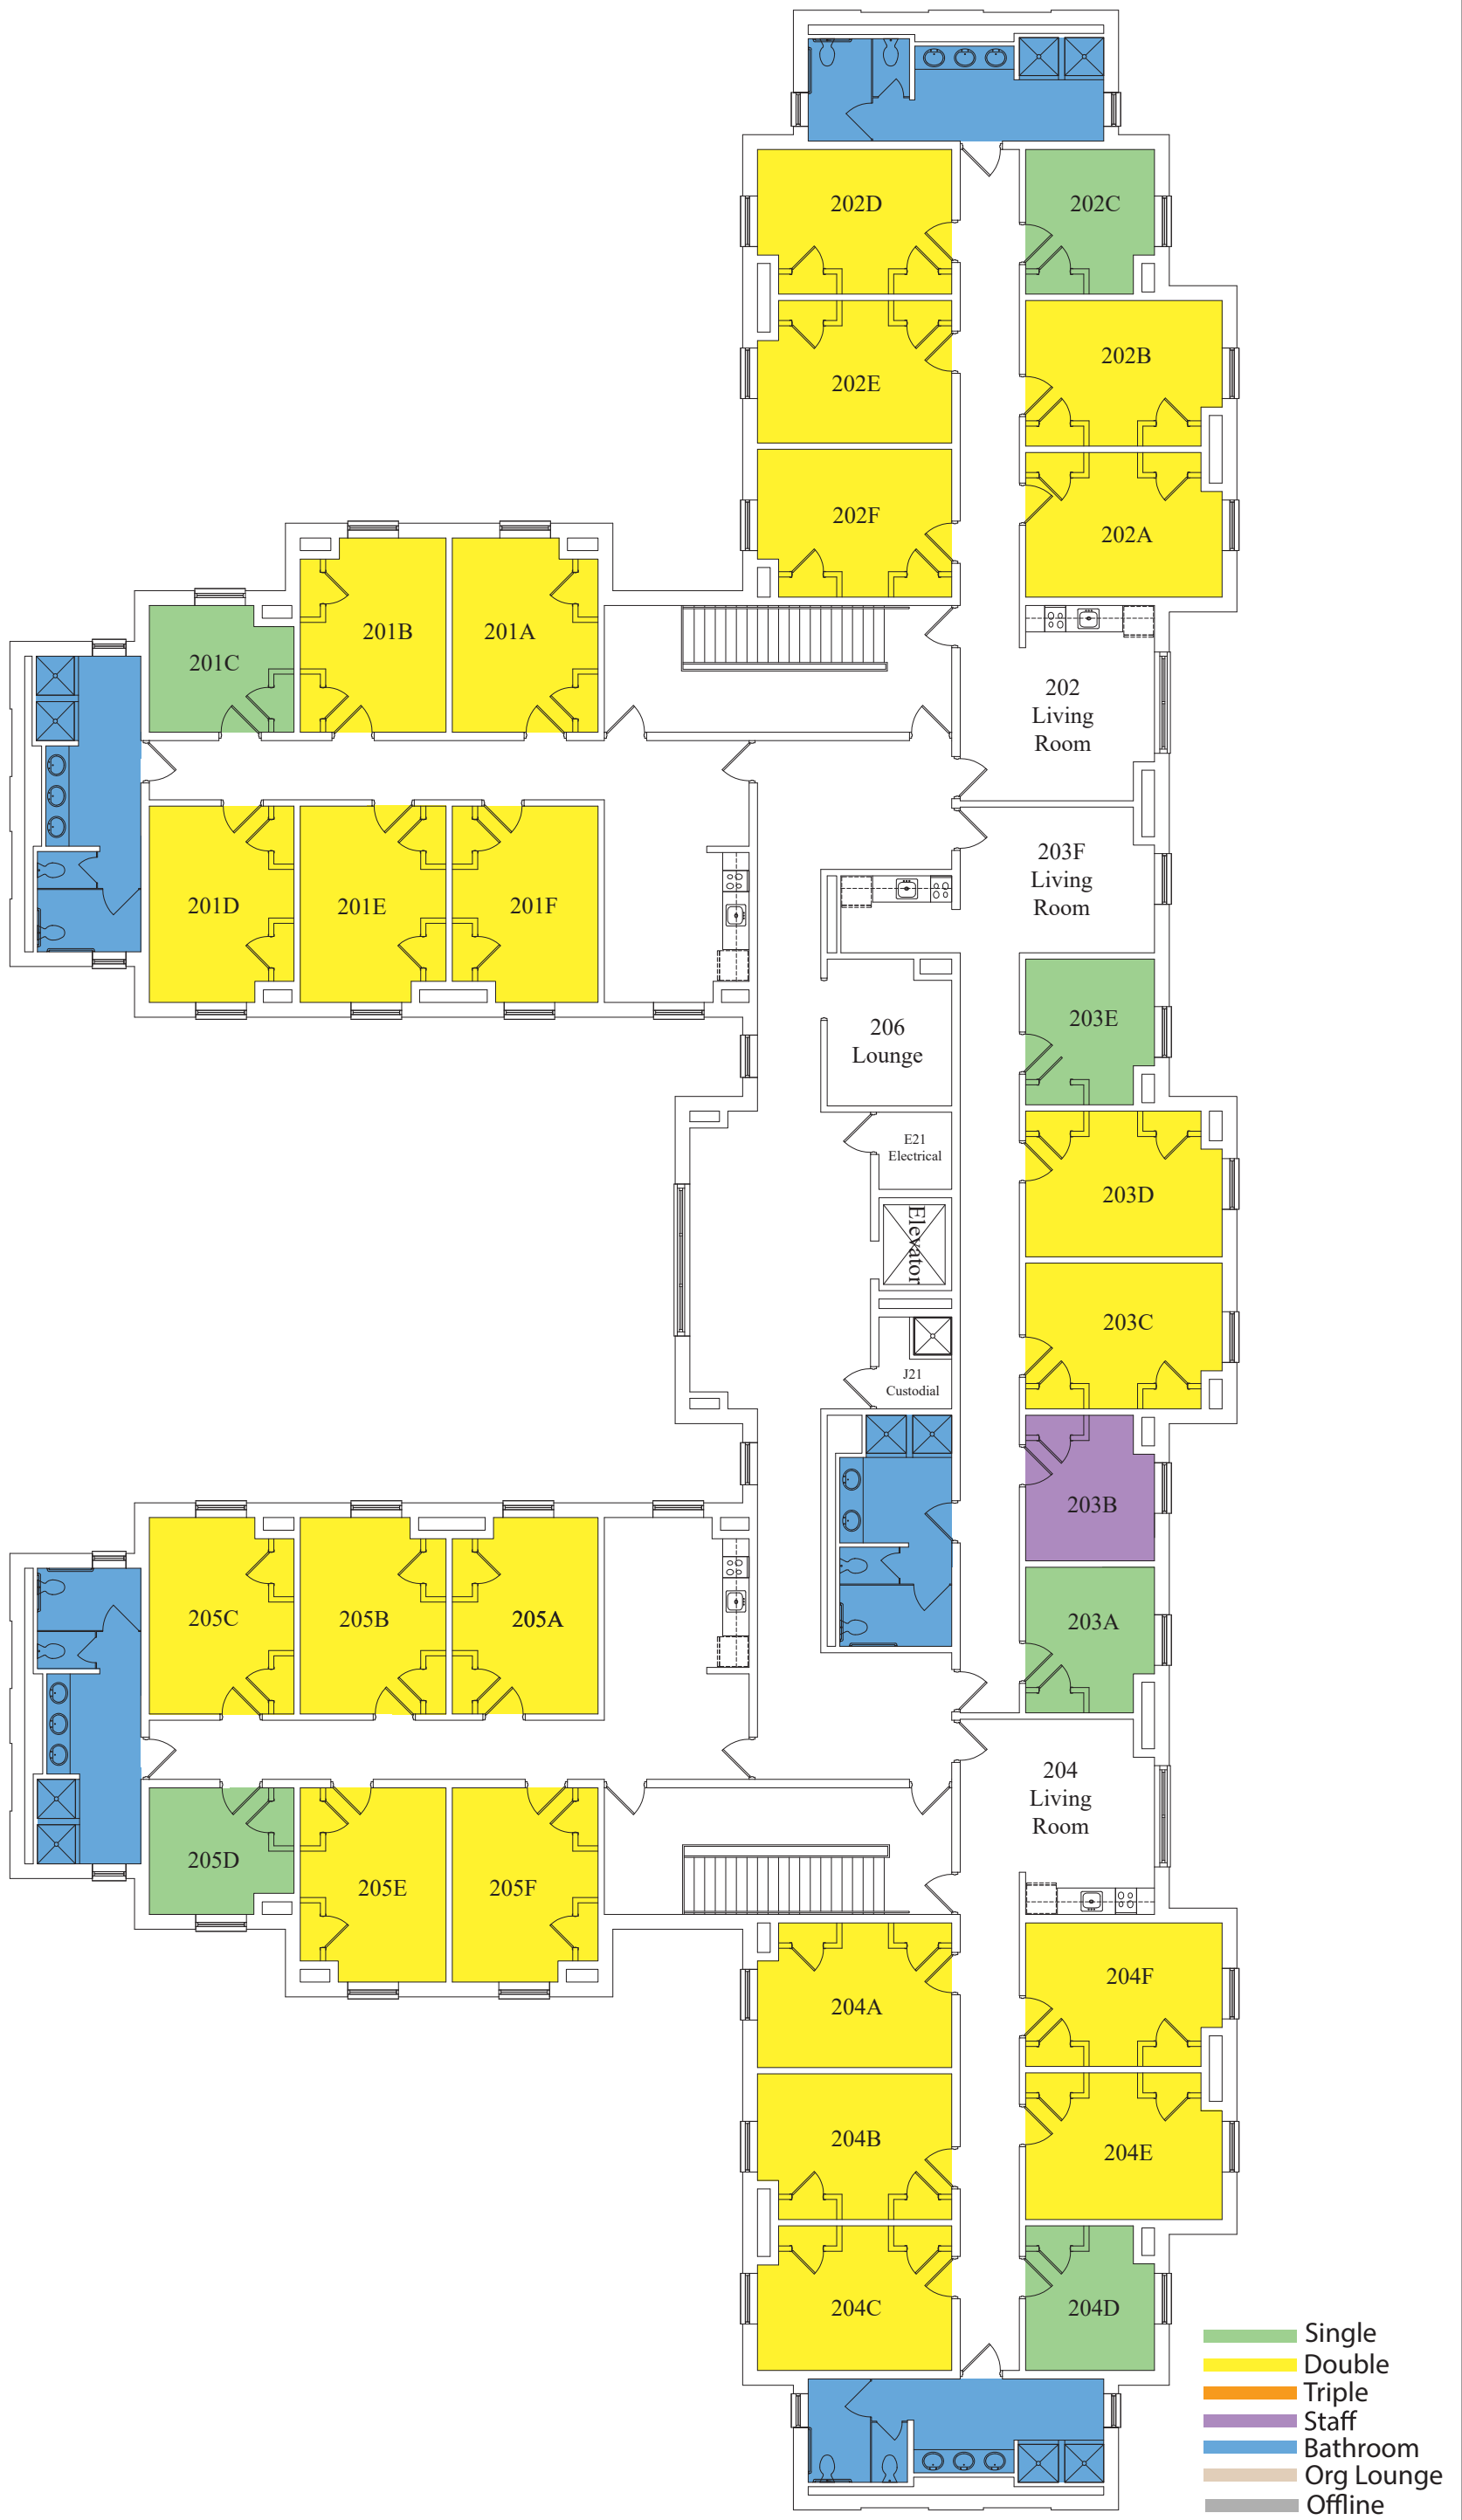 202D
202C
202B
202E
202F
202A
201B
201A
201C
202
Living
Room
203F
Living
Room
201D
201E
201F
206
Lounge
203E
E21
Electrical
203D
Elevator
203C
J21
Custodial
203B
205C
205B
205A
203A
204
Living
Room
205D
205E
205F
204F
204A
204B
204E
204C
204D
Single
Double
Triple
Staff
Bathroom
Org Lounge
Offline